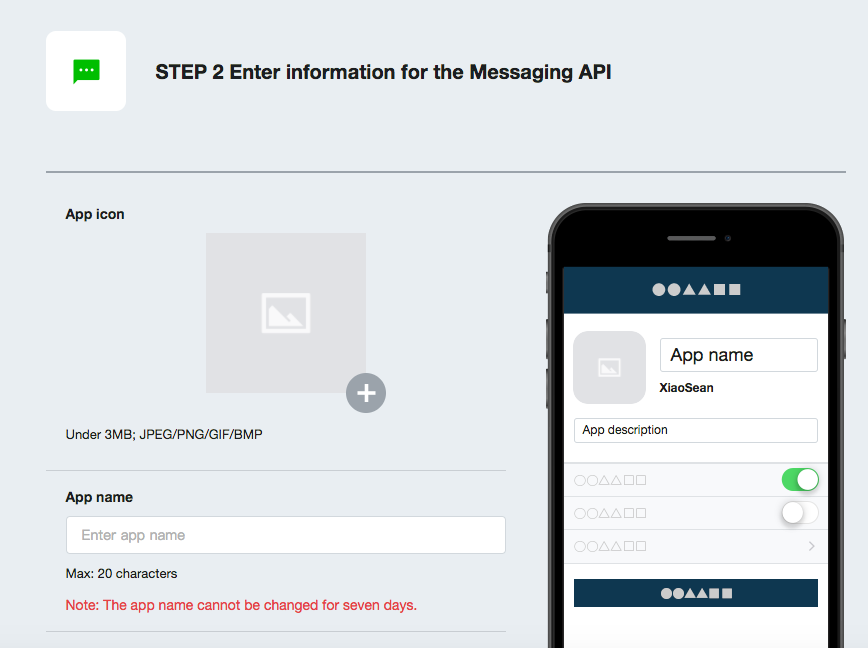 STEP 2 Enter information for the Messaging API
App icon
Under 3MB; JPEG/PNG/GIF/BMP
App name
Enter app name
Max: 20 characters
Note: The app name cannot be changed for seven days.
App name
XiaoSean
App description